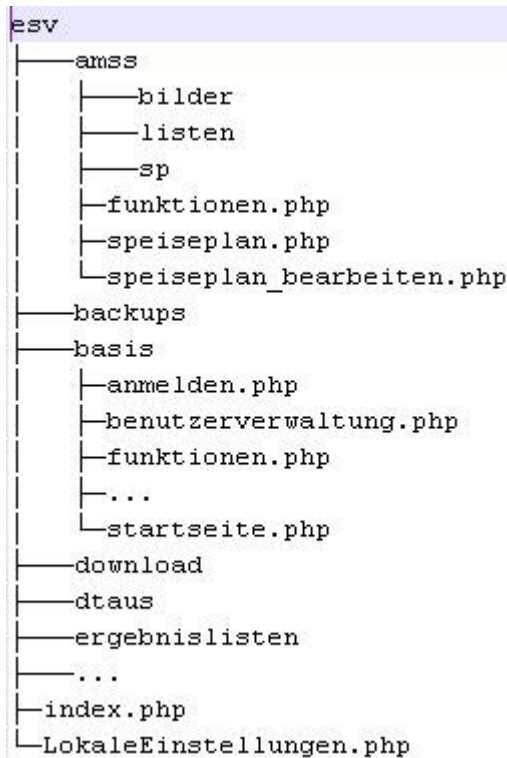 esv
amss
bilder
listen
sp
funktionen.php
speiseplan.php
speiseplan_bearbeiten.php
backups
basis
anmelden.php
benutzerverwaltung.php
funktionen.php
...
startseite.php
download
dtaus
ergebnislisten
...
index.php
LokaleEinstellungen.php